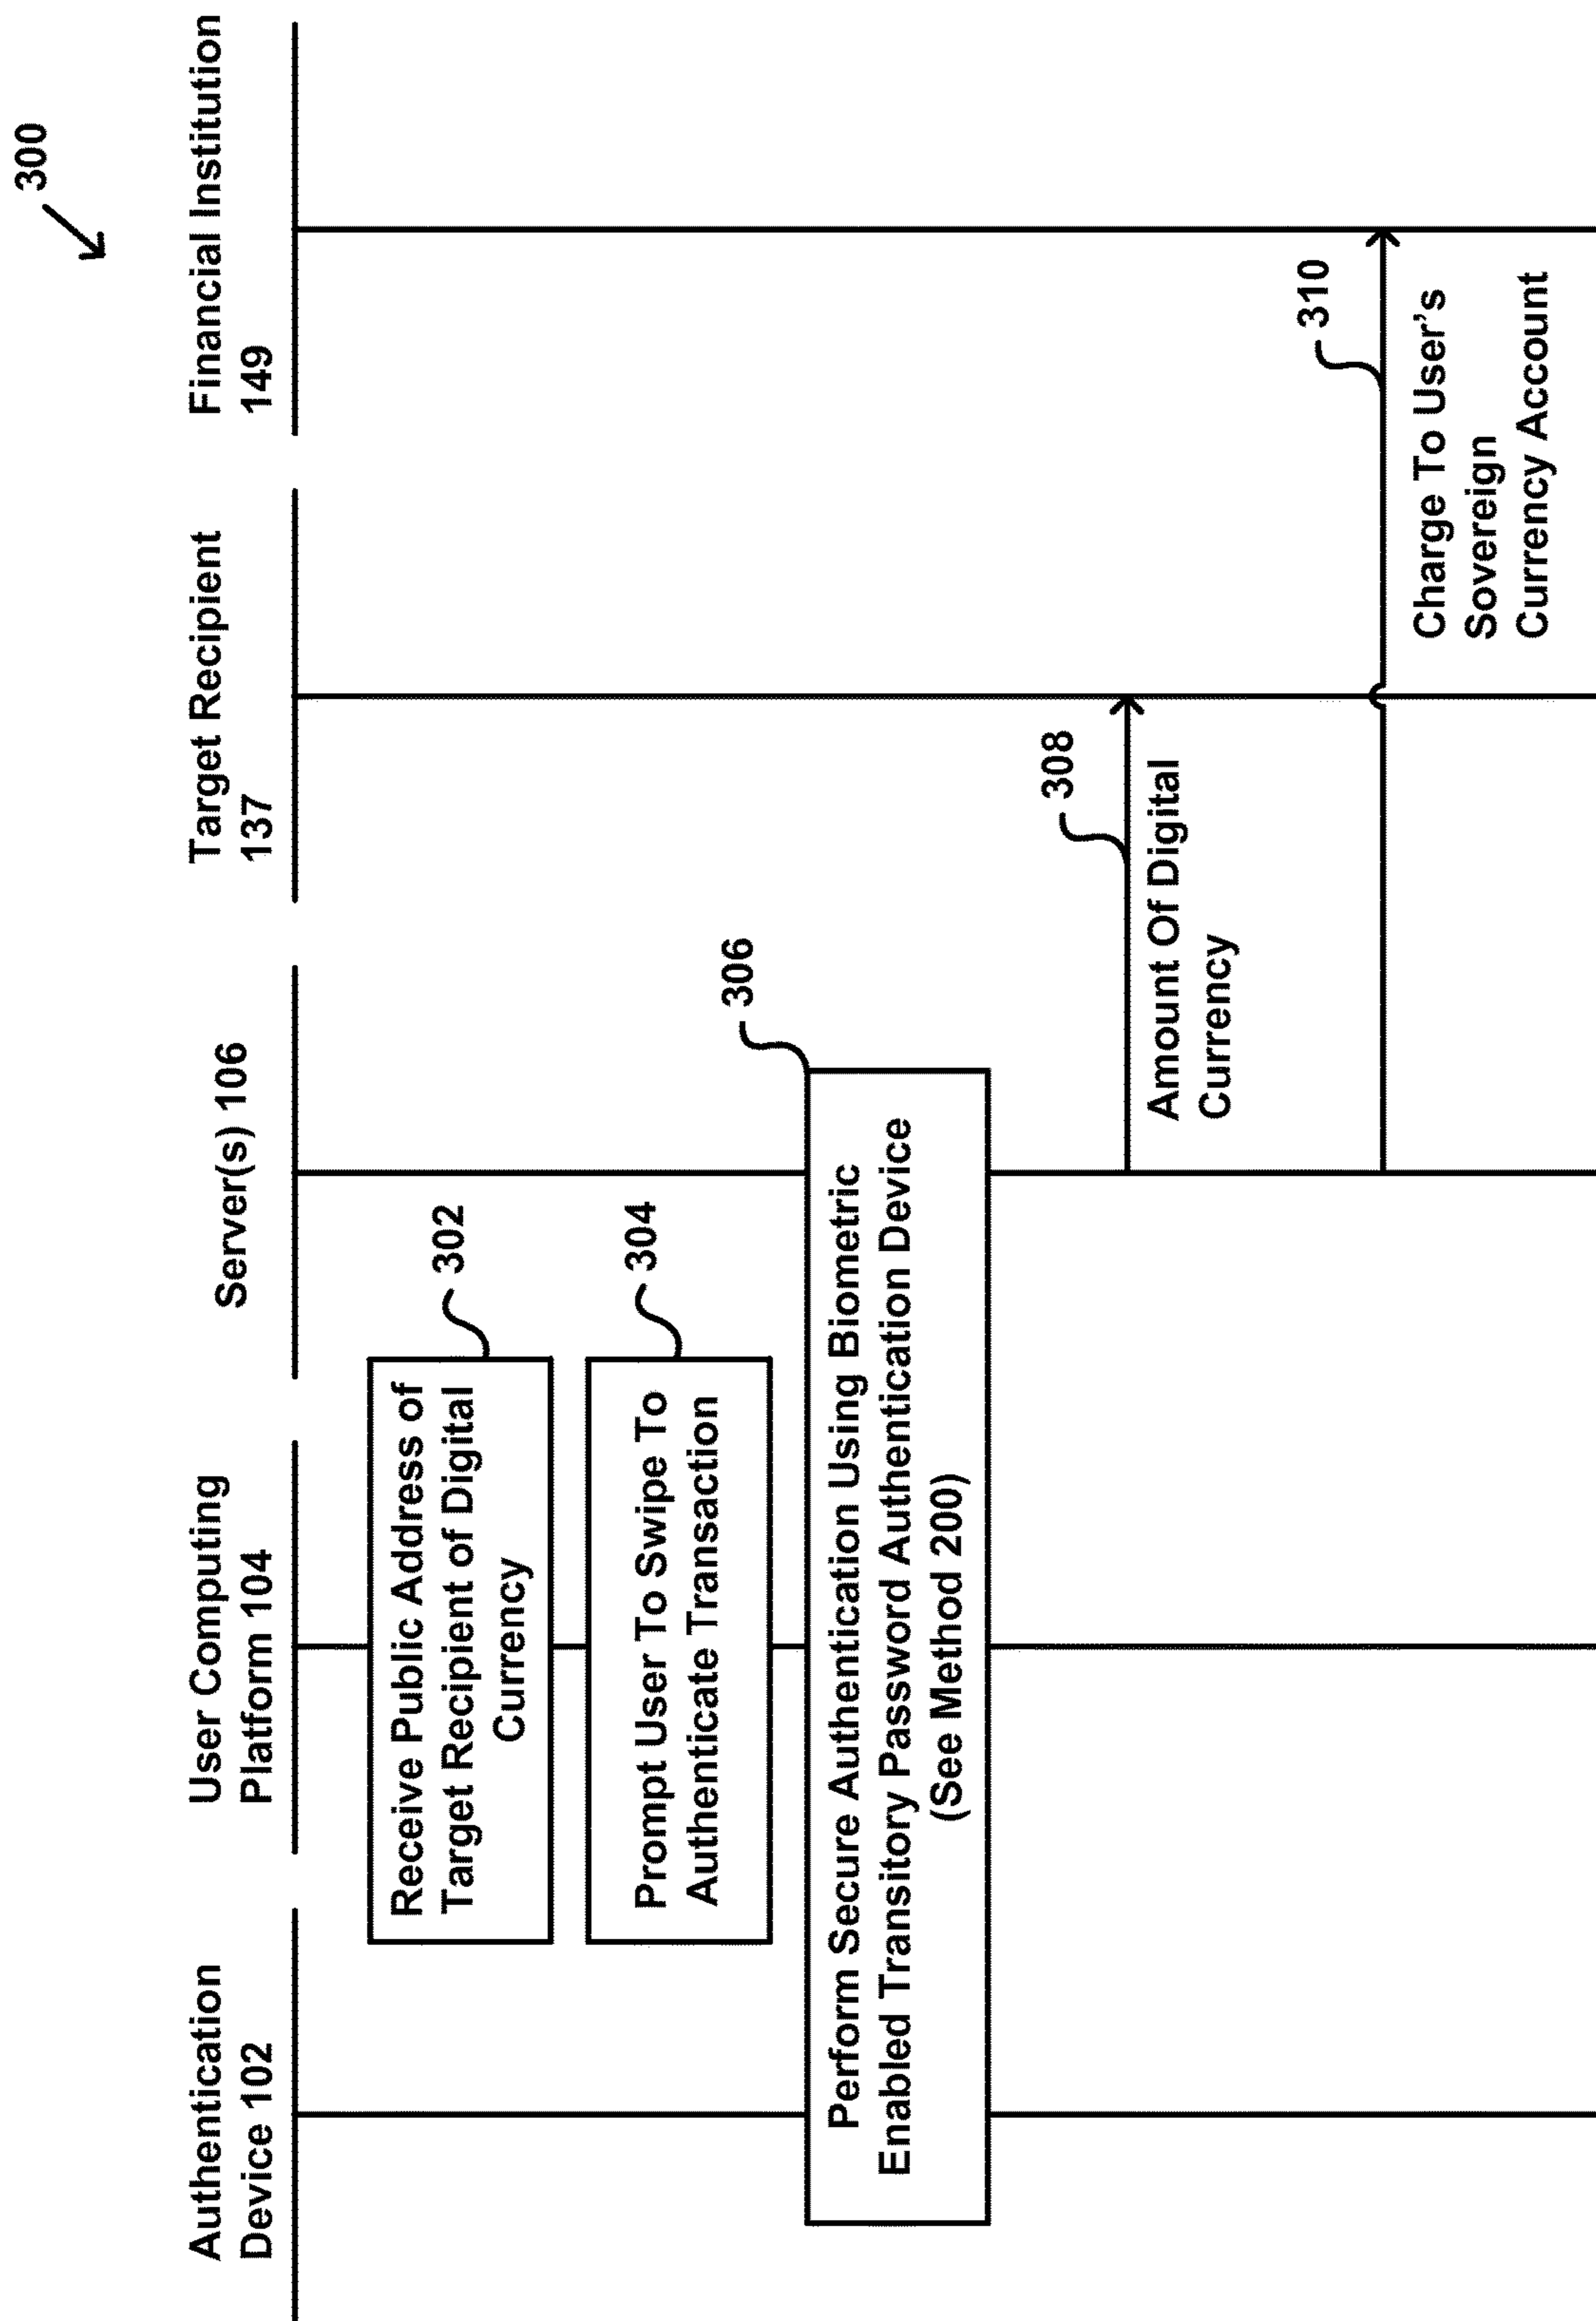 300
Authentication
Device 102
User Computing
Platform 104
Server(s) 106
Target Recipient
137
Financial Institution
149
Receive Public Address of
Target Recipient of Digital
Currency
302
Prompt User To Swipe To
Authenticate Transaction
304
Perform Secure Authentication Using Biometric
Enabled Transitory Password Authentication Device
(See Method 200)
306
308
Amount Of Digital
Currency
310
Charge To User's
Sovereign
Currency Account